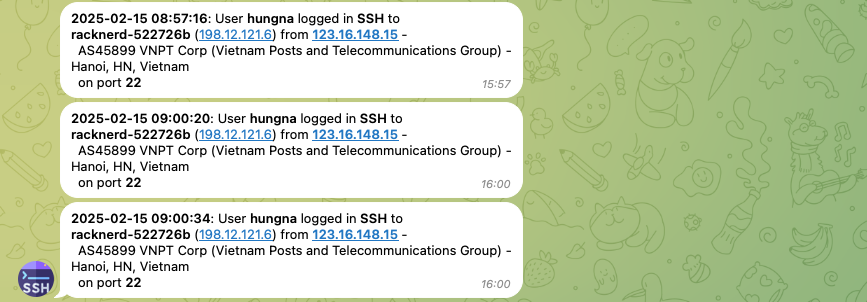 2025-02-15 08:57:16: User hungna logged in SSH to
racknerd-522726b (198.12.121.6) from 123.16.148.15 -
AS45899 VNPT Corp (Vietnam Posts and Telecommunications Group) -
Hanoi, HN, Vietnam
on port 22
15:57
2025-02-15 09:00:20: User hungna logged in SSH to
racknerd-522726b (198.12.121.6) from 123.16.148.15 -
AS45899 VNPT Corp (Vietnam Posts and Telecommunications Group) -
Hanoi, HN, Vietnam
on port 22
16:00
2025-02-15 09:00:34: User hungna logged in SSH to
racknerd-522726b (198.12.121.6) from 123.16.148.15 -
AS45899 VNPT Corp (Vietnam Posts and Telecommunications Group) -
Hanoi, HN, Vietnam
on port 22
16:00
SSH